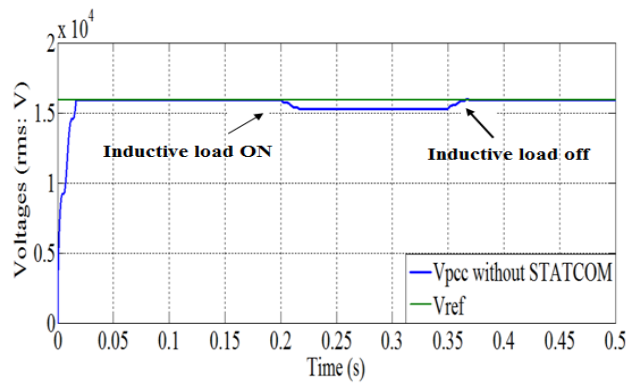 2 x 10^4
2
1.5
1
0.5
0
Voltages (rms: V)
Inductive load ON
Inductive load off
Vpcc without STATCOM
Vref
0 0.05 0.1 0.15 0.2 0.25 0.3 0.35 0.4 0.45 0.5
Time (s)